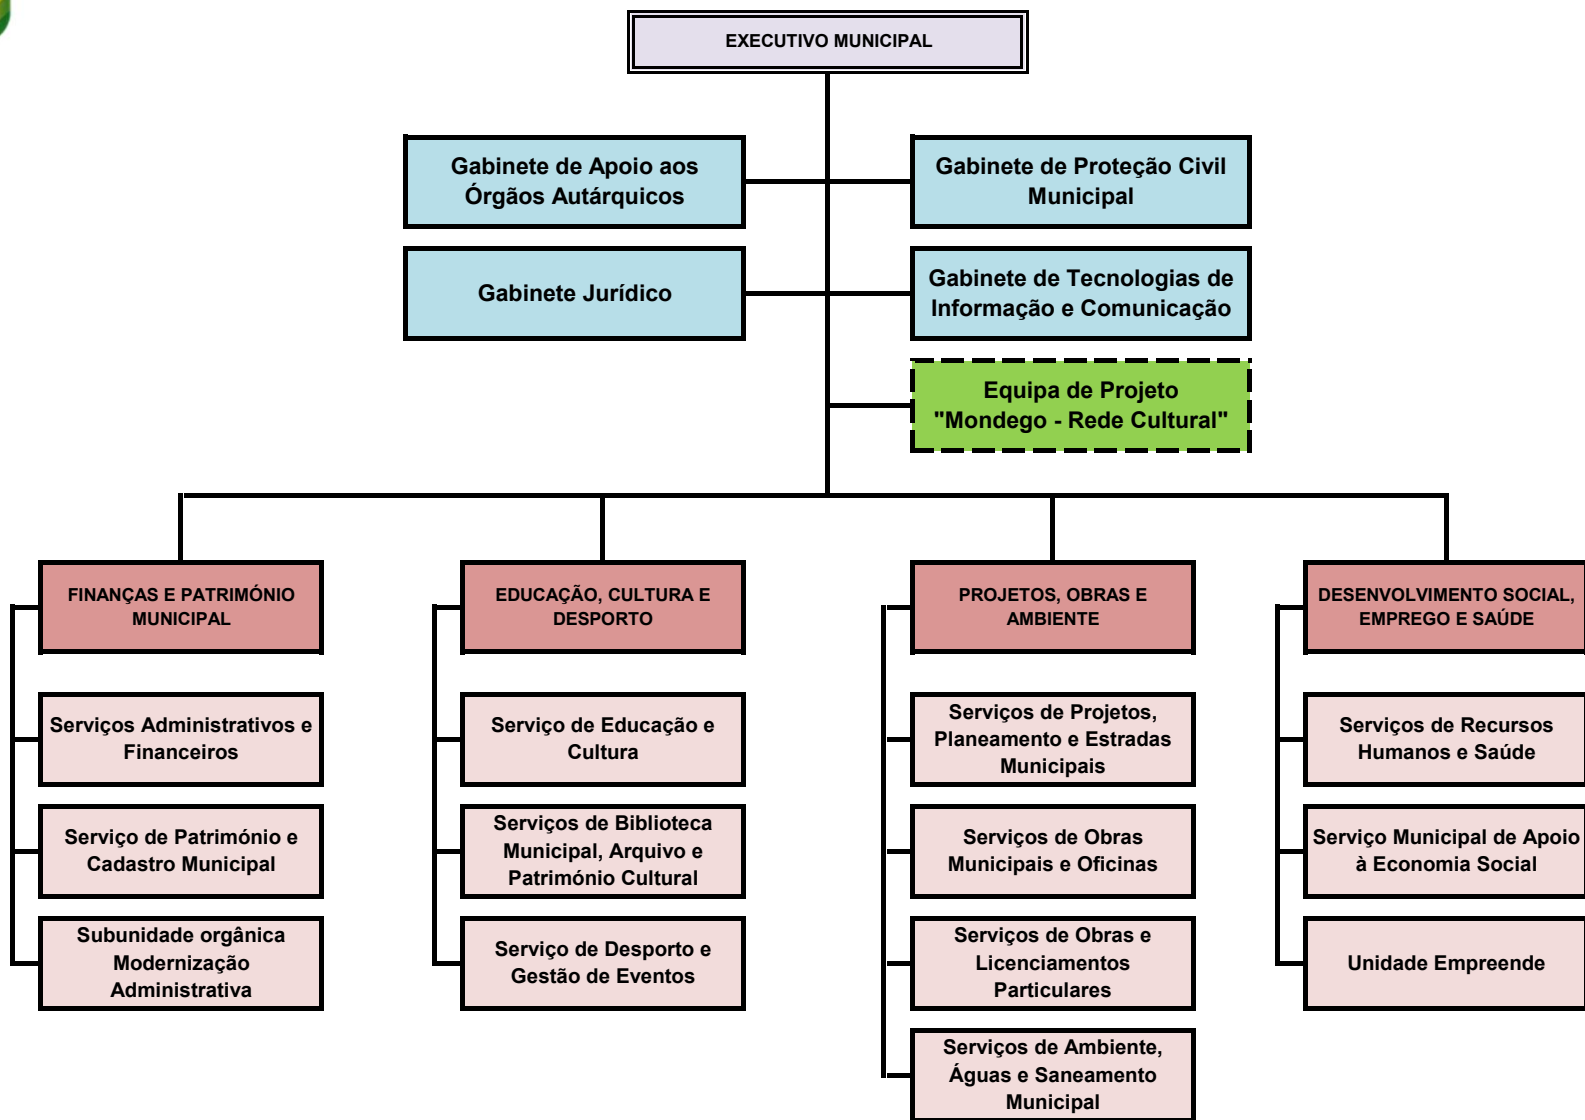 EXECUTIVO MUNICIPAL
Gabinete de Apoio aos
Órgãos Autárquicos
Gabinete de Proteção Civil
Municipal
Gabinete Jurídico
Gabinete de Tecnologias de
Informação e Comunicação
Equipa de Projeto
"Mondego - Rede Cultural"
FINANÇAS E PATRIMÓNIO
MUNICIPAL
Serviços Administrativos e
Financeiros
Serviço de Património e
Cadastro Municipal
Subunidade orgânica
Modernização
Administrativa
EDUCAÇÃO, CULTURA E
DESPORTO
Serviço de Educação e
Cultura
Serviços de Biblioteca
Municipal, Arquivo e
Património Cultural
Serviço de Desporto e
Gestão de Eventos
PROJETOS, OBRAS E
AMBIENTE
Serviços de Projetos,
Planeamento e Estradas
Municipais
Serviços de Obras
Municipais e Oficinas
Serviços de Obras e
Licenciamentos
Particulares
Serviços de Ambiente,
Águas e Saneamento
Municipal
DESENVOLVIMENTO SOCIAL,
EMPREGO E SAÚDE
Serviços de Recursos
Humanos e Saúde
Serviço Municipal de Apoio
à Economia Social
Unidade Empreende